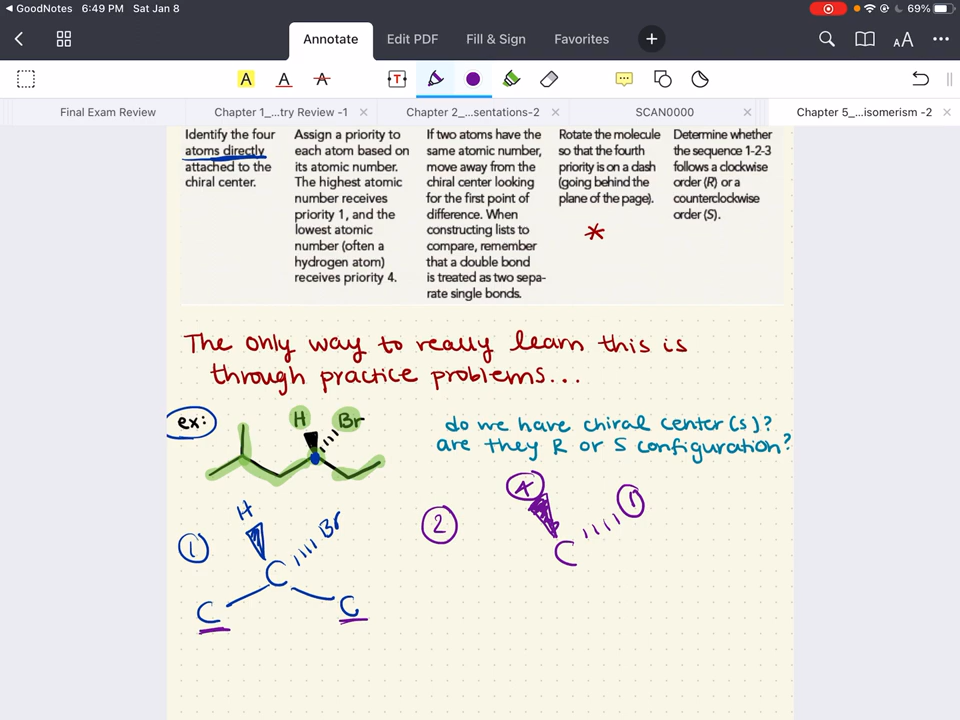 GoodNotes 6:49 PM Sat Jan 8 69%
Annotate Edit PDF Fill & Sign Favorites
A A A T
Final Exam Review Chapter 1_...try Review -1 Chapter 2_...sentations-2 SCAN0000 Chapter 5_...isomerism -2
Identify the four
atoms directly
attached to the
chiral center.
Assign a priority to
each atom based on
its atomic number.
The highest atomic
number receives
priority 1, and the
lowest atomic
number (often a
hydrogen atom)
receives priority 4.
If two atoms have the
same atomic number,
move away from the
chiral center looking
for the first point of
difference. When
constructing lists to
compare, remember
that a double bond
is treated as two sepa-
rate single bonds.
Rotate the molecule
so that the fourth
priority is on a dash
(going behind the
plane of the page).
*
Determine whether
the sequence 1-2-3
follows a clockwise
order (R) or a
counterclockwise
order (S).
The only way to really learn this is
through practice problems...
ex:
H Br
do we have chiral center(s)?
are they R or S configuration?
1
H Br
C
C C
2
4 1
C